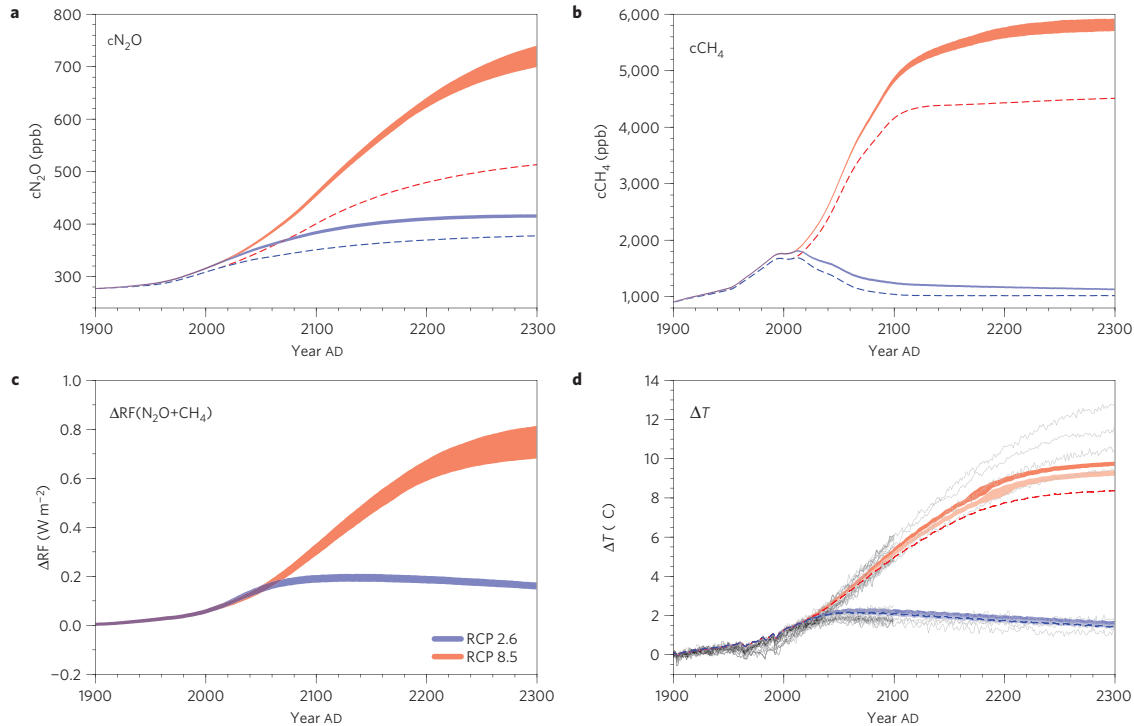 a
800
700
600
500
400
300
cN2O
cN2O (ppb)
1900 2000 2100 2200 2300
Year AD
b
6,000
5,000
4,000
3,000
2,000
1,000
cCH4
cCH4 (ppb)
1900 2000 2100 2200 2300
Year AD
c
1.0
0.8
0.6
0.4
0.2
0.0
−0.2
ΔRF(N2O+CH4)
ΔRF (W m−2)
RCP 2.6
RCP 8.5
1900 2000 2100 2200 2300
Year AD
d
14
12
10
8
6
4
2
0
ΔT
ΔT ( C)
1900 2000 2100 2200 2300
Year AD